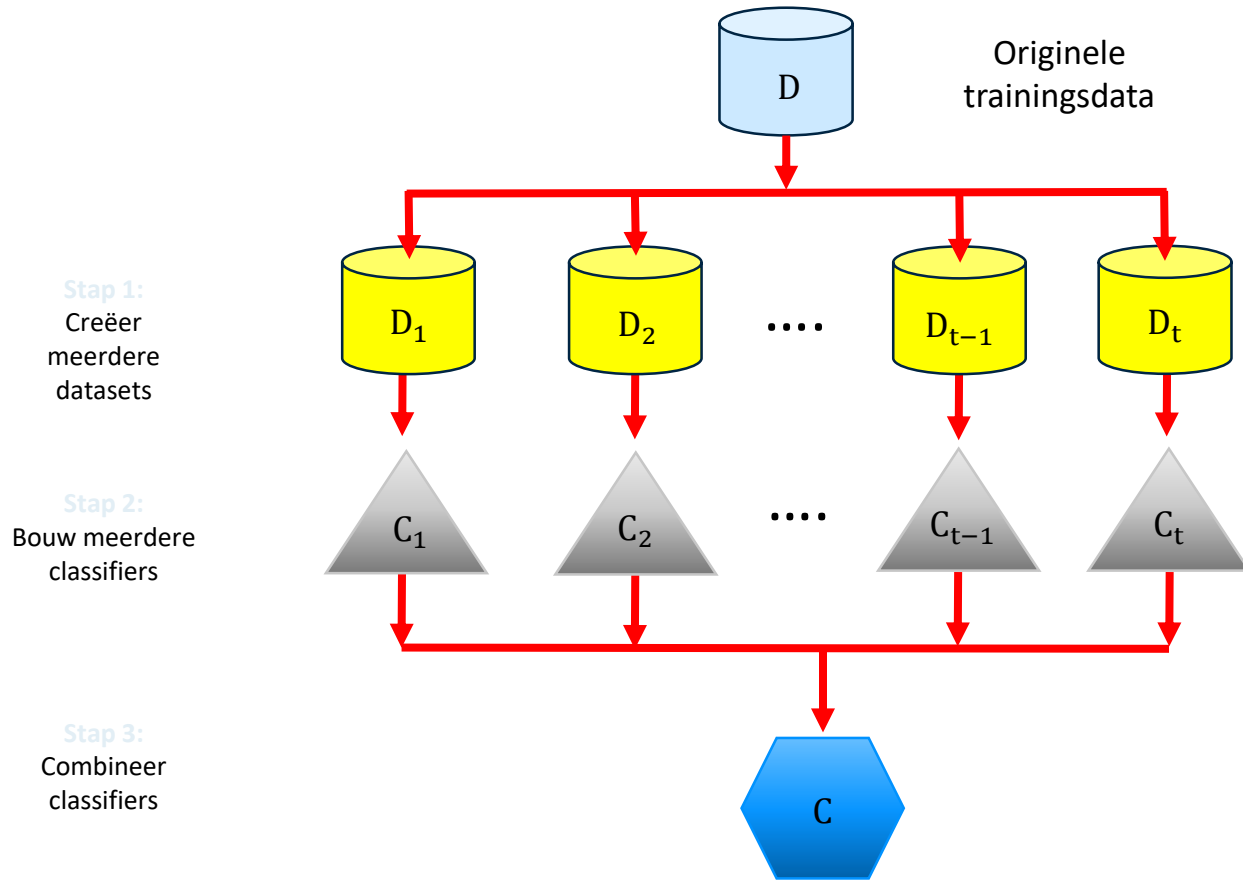 D
Originele
trainingsdata
Stap 1:
Creëer
meerdere
datasets
D₁
D₂
....
Dₜ₋₁
Dₜ
Stap 2:
Bouw meerdere
classifiers
C₁
C₂
....
Cₜ₋₁
Cₜ
Stap 3:
Combineer
classifiers
C